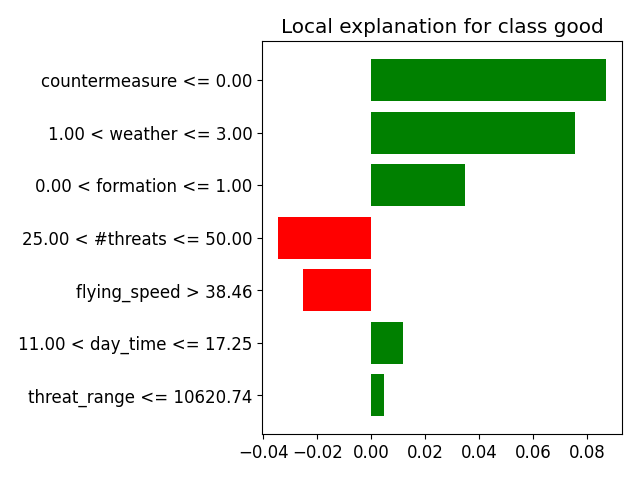 Local explanation for class good
countermeasure <= 0.00
1.00 < weather <= 3.00
0.00 < formation <= 1.00
25.00 < #threats <= 50.00
flying_speed > 38.46
11.00 < day_time <= 17.25
threat_range <= 10620.74
−0.04 −0.02 0.00 0.02 0.04 0.06 0.08